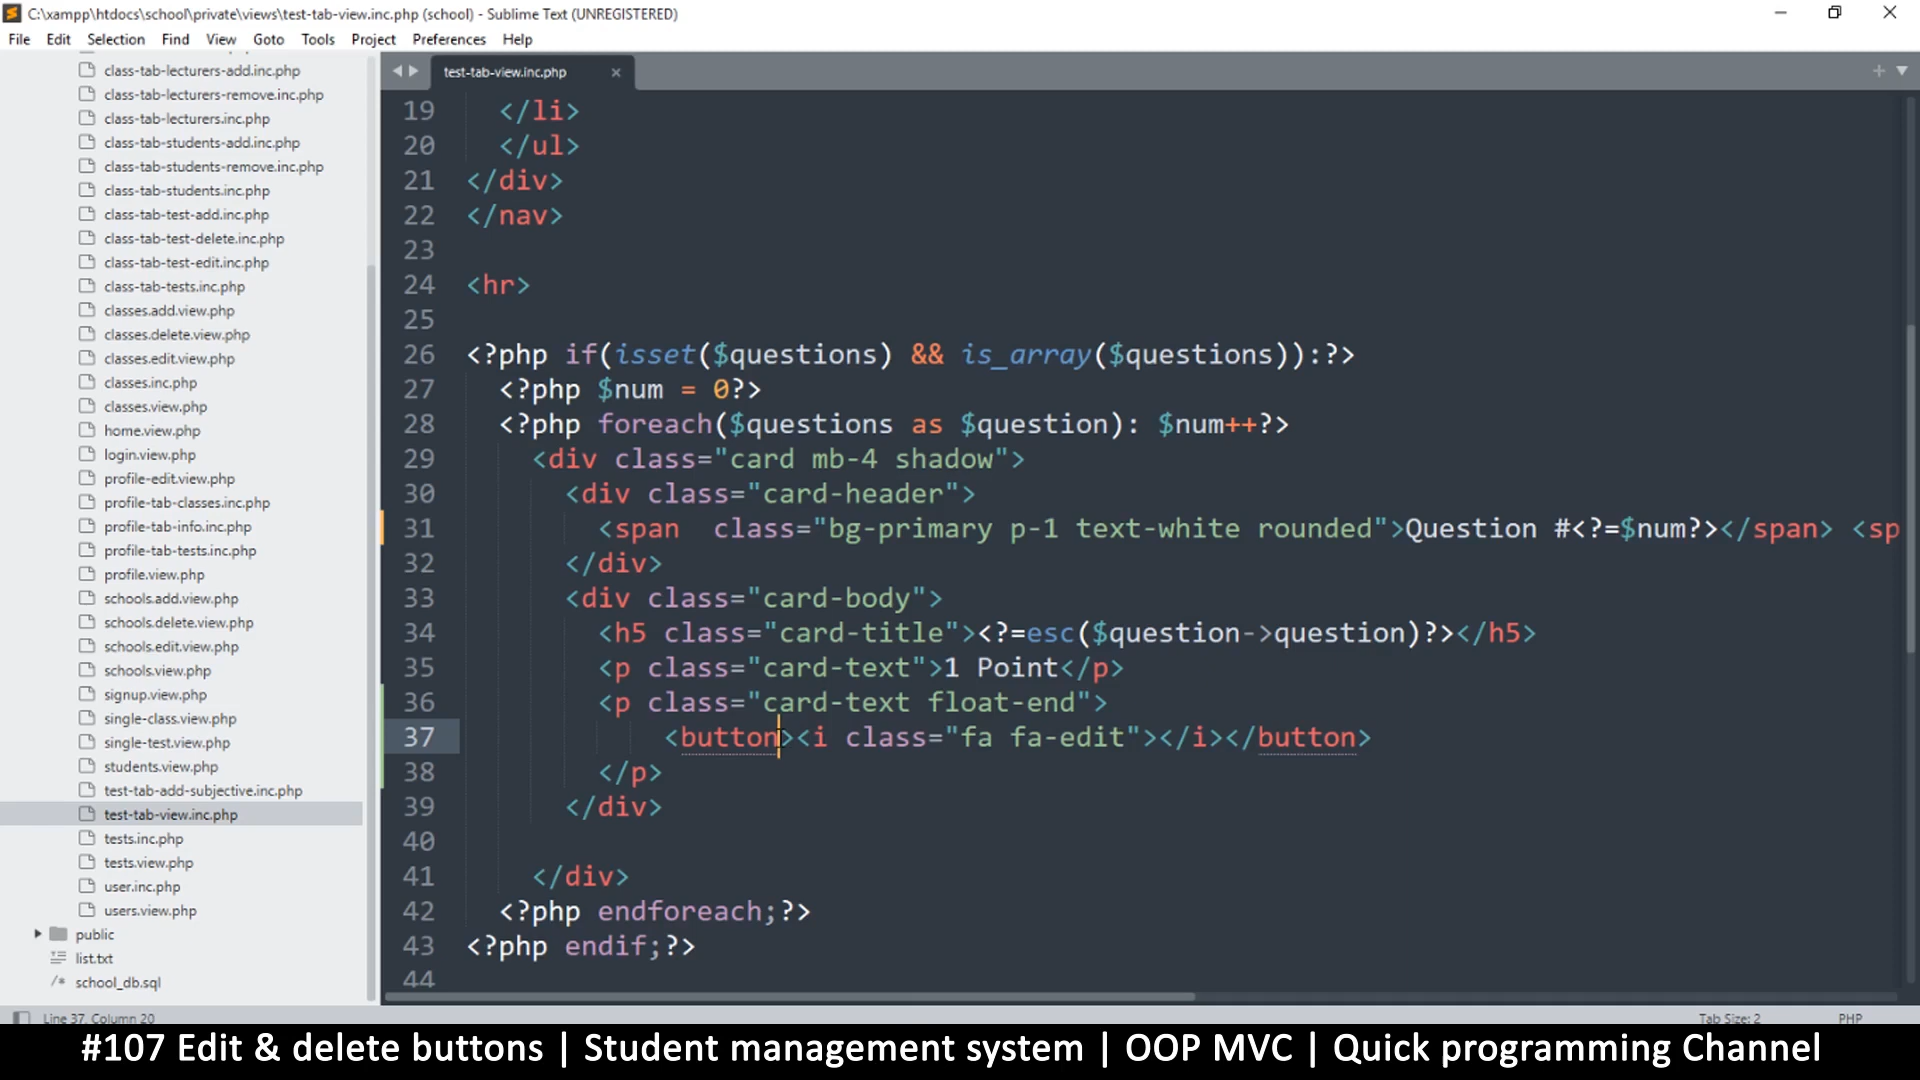 C:\xampp\htdocs\school\private\views\test-tab-view.inc.php (school) - Sublime Text (UNREGISTERED)
File Edit Selection Find View Goto Tools Project Preferences Help
class-tab-lecturers-add.inc.php
class-tab-lecturers-remove.inc.php
class-tab-lecturers.inc.php
class-tab-students-add.inc.php
class-tab-students-remove.inc.php
class-tab-students.inc.php
class-tab-test-add.inc.php
class-tab-test-delete.inc.php
class-tab-test-edit.inc.php
class-tab-tests.inc.php
classes.add.view.php
classes.delete.view.php
classes.edit.view.php
classes.inc.php
classes.view.php
home.view.php
login.view.php
profile-edit.view.php
profile-tab-classes.inc.php
profile-tab-info.inc.php
profile-tab-tests.inc.php
profile.view.php
schools.add.view.php
schools.delete.view.php
schools.edit.view.php
schools.view.php
signup.view.php
single-class.view.php
single-test.view.php
students.view.php
test-tab-add-subjective.inc.php
test-tab-view.inc.php
tests.inc.php
tests.view.php
user.inc.php
users.view.php
public
list.txt
school_db.sql
test-tab-view.inc.php
19 </li>
20 </ul>
21 </div>
22 </nav>
23
24 <hr>
25
26 <?php if(isset($questions) && is_array($questions)):?>
27 <?php $num = 0?>
28 <?php foreach($questions as $question): $num++?>
29 <div class="card mb-4 shadow">
30 <div class="card-header">
31 <span  class="bg-primary p-1 text-white rounded">Question #<?=$num?></span> <sp
32 </div>
33 <div class="card-body">
34 <h5 class="card-title"><?=esc($question->question)?></h5>
35 <p class="card-text">1 Point</p>
36 <p class="card-text float-end">
37 <button><i class="fa fa-edit"></i></button>
38 </p>
39 </div>
40
41 </div>
42 <?php endforeach;?>
43 <?php endif;?>
44
Line 37, Column 20 Tab Size: 2 PHP
#107 Edit & delete buttons | Student management system | OOP MVC | Quick programming Channel